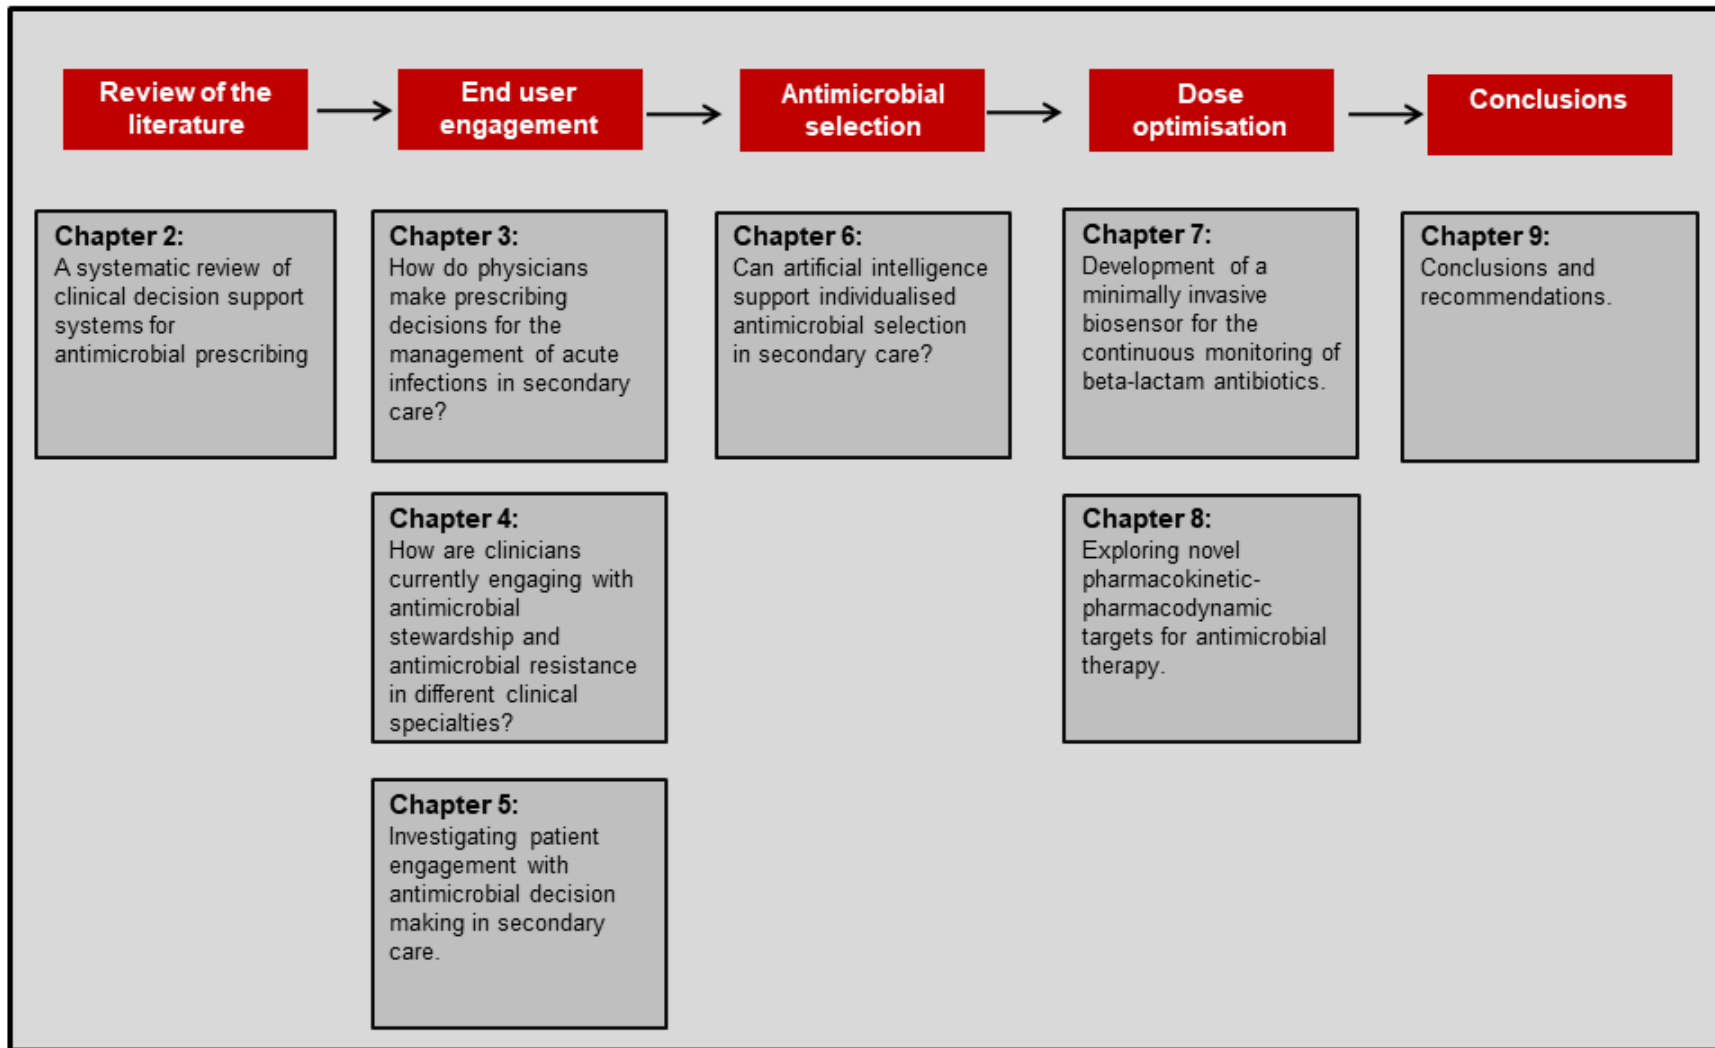 Review of the
literature
End user
engagement
Antimicrobial
selection
Dose
optimisation
Conclusions
Chapter 2:
A systematic review of
clinical decision support
systems for
antimicrobial prescribing
Chapter 3:
How do physicians
make prescribing
decisions for the
management of acute
infections in secondary
care?
Chapter 4:
How are clinicians
currently engaging with
antimicrobial
stewardship and
antimicrobial resistance
in different clinical
specialties?
Chapter 5:
Investigating patient
engagement with
antimicrobial decision
making in secondary
care.
Chapter 6:
Can artificial intelligence
support individualised
antimicrobial selection
in secondary care?
Chapter 7:
Development of a
minimally invasive
biosensor for the
continuous monitoring of
beta-lactam antibiotics.
Chapter 8:
Exploring novel
pharmacokinetic-
pharmacodynamic
targets for antimicrobial
therapy.
Chapter 9:
Conclusions and
recommendations.